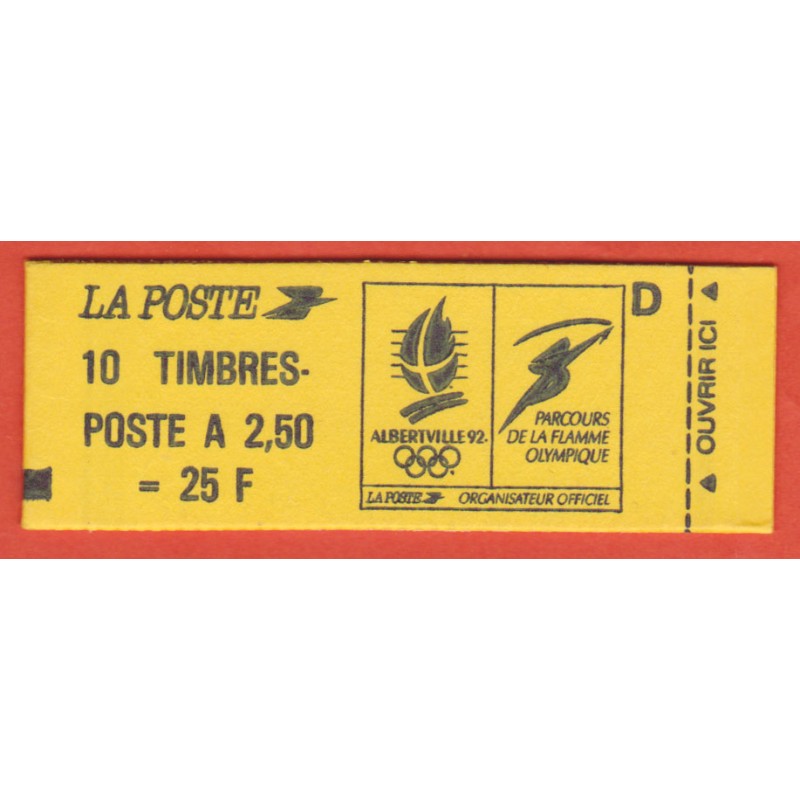 LA POSTE
10 TIMBRES-
POSTE A 2,50
= 25 F
ALBERTVILLE 92.
PARCOURS
DE LA FLAMME
OLYMPIQUE
LA POSTE ORGANISATEUR OFFICIEL
D
OUVRIR ICI